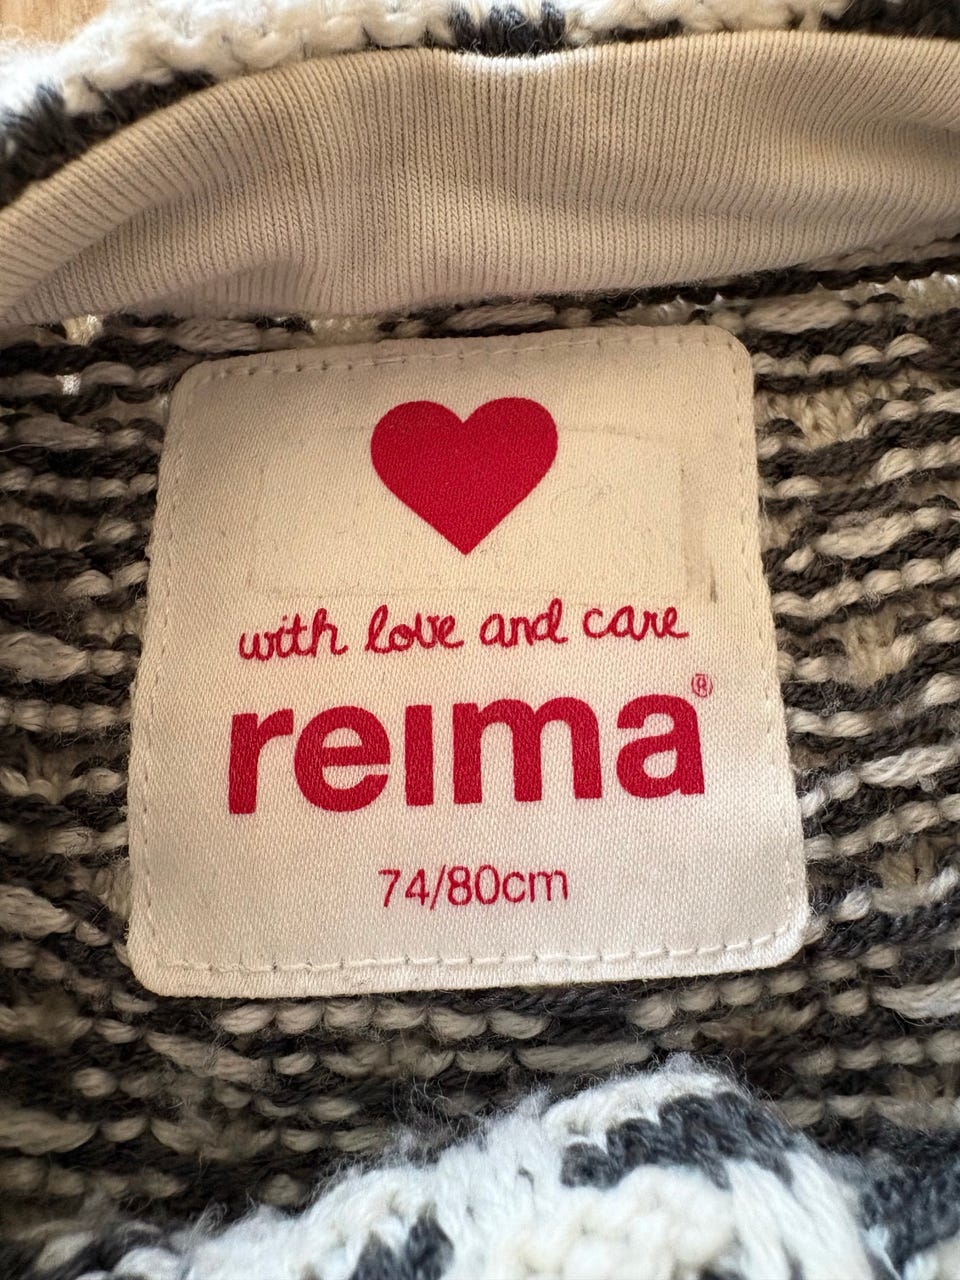 with love and care
reima®
74/80cm